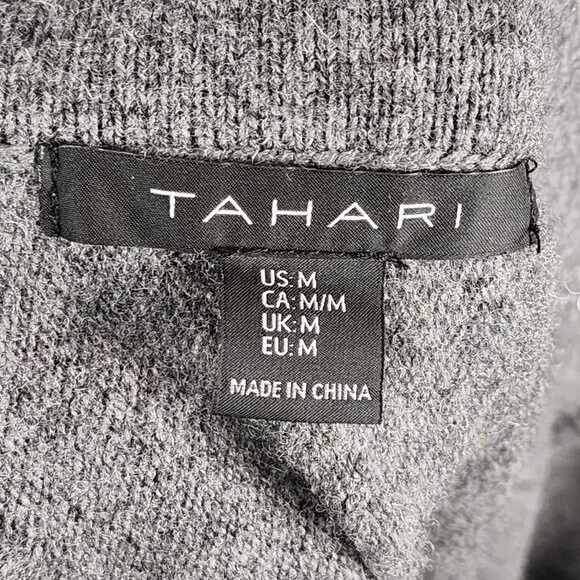 TAHARI
US: M
CA: M/M
UK: M
EU: M
MADE IN CHINA